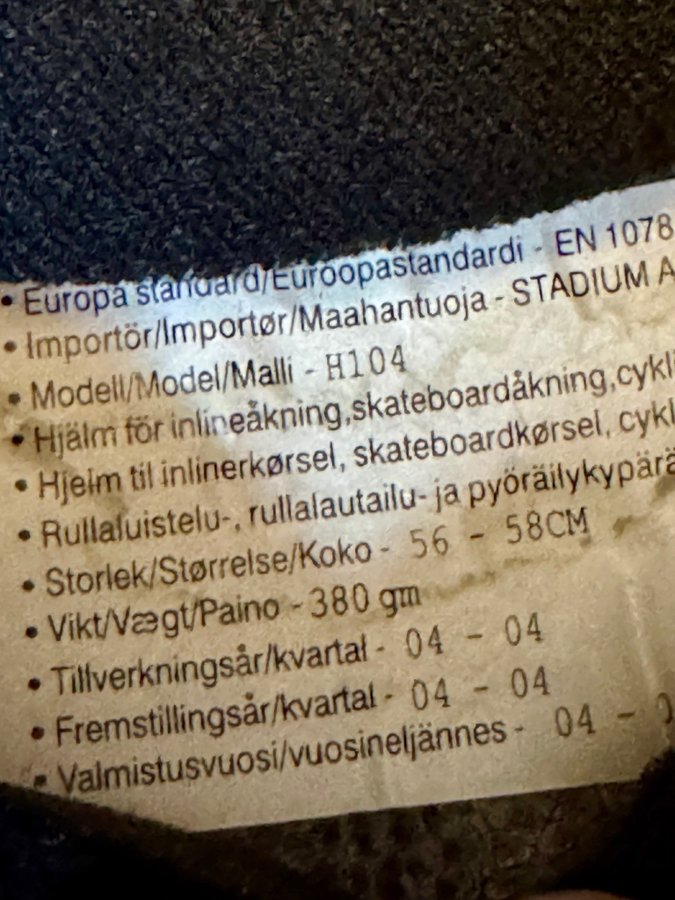 • Europa standard/Euroopastandardi - EN 1078
• Importör/Importør/Maahantuoja - STADIUM A
• Modell/Model/Malli - H104
• Hjälm för inlineåkning,skateboardåkning,cykl
• Hjelm til inlinerkørsel, skateboardkørsel, cykl
• Rullaluistelu-, rullalautailu- ja pyöräilykypärä
• Storlek/Størrelse/Koko - 56 - 58CM
• Vikt/Vægt/Paino - 380 gm
• Tillverkningsår/kvartal - 04 - 04
• Fremstillingsår/kvartal - 04 - 04
• Valmistusvuosi/vuosineljännes - 04 -